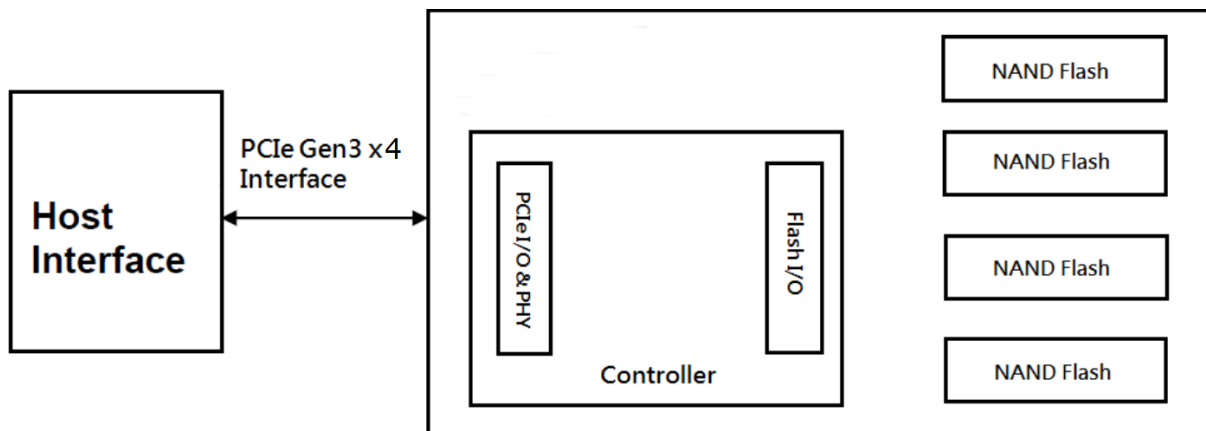 Host
Interface
PCIe Gen3 x4
Interface
PCIe I/O & PHY
Flash I/O
Controller
NAND Flash
NAND Flash
NAND Flash
NAND Flash